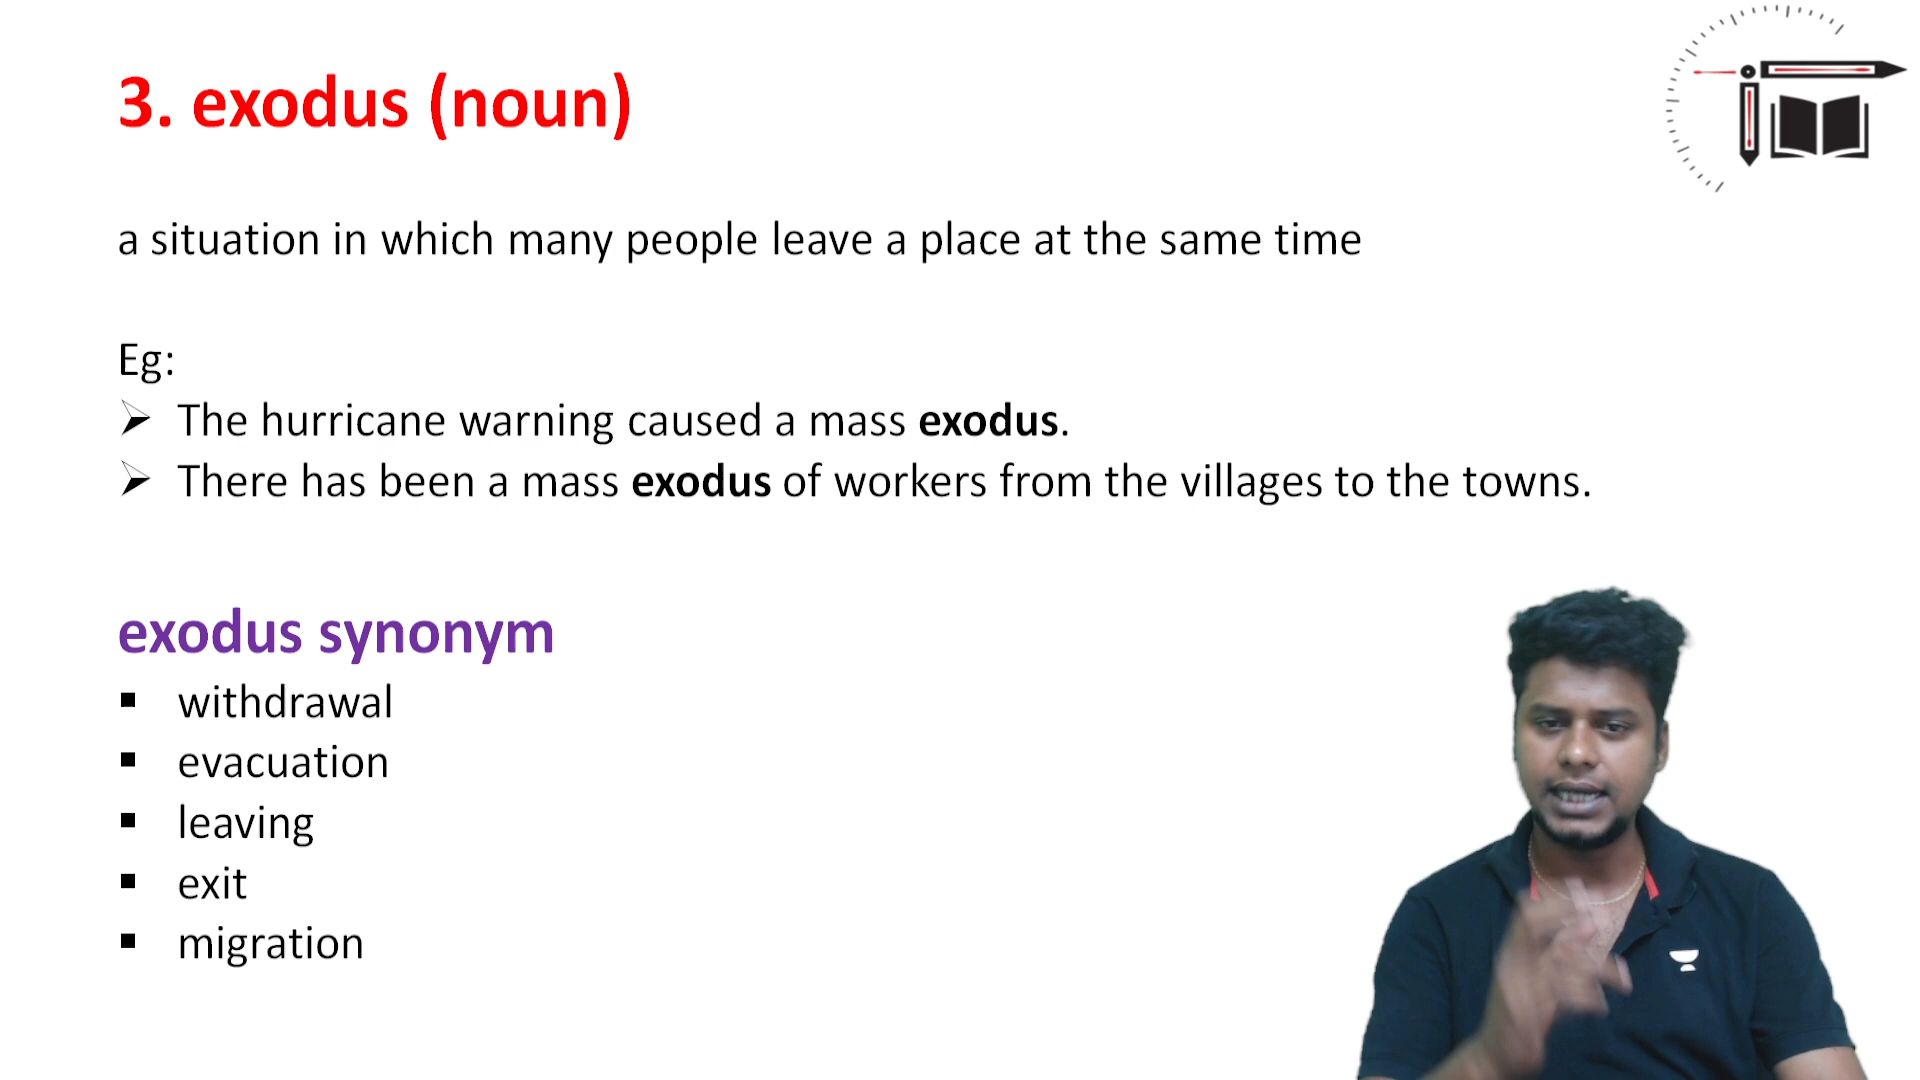 3. exodus (noun)
a situation in which many people leave a place at the same time
Eg:
➢ The hurricane warning caused a mass exodus.
➢ There has been a mass exodus of workers from the villages to the towns.
exodus synonym
▪ withdrawal
▪ evacuation
▪ leaving
▪ exit
▪ migration